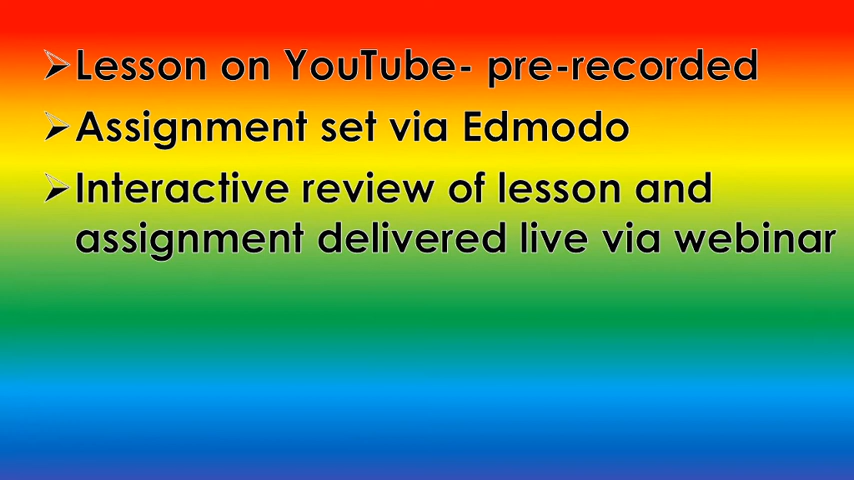 ➢Lesson on YouTube- pre-recorded
➢Assignment set via Edmodo
➢Interactive review of lesson and
assignment delivered live via webinar